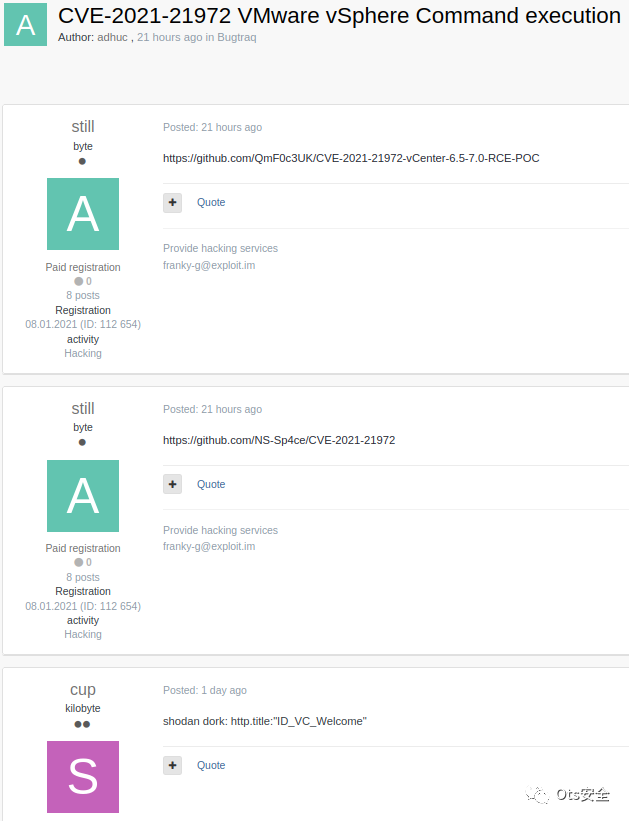 A
CVE-2021-21972 VMware vSphere Command execution
Author: adhuc , 21 hours ago in Bugtraq
still
byte
A
Paid registration
0
8 posts
Registration
08.01.2021 (ID: 112 654)
activity
Hacking
Posted: 21 hours ago
https://github.com/QmF0c3UK/CVE-2021-21972-vCenter-6.5-7.0-RCE-POC
+ Quote
Provide hacking services
franky-g@exploit.im
still
byte
A
Paid registration
0
8 posts
Registration
08.01.2021 (ID: 112 654)
activity
Hacking
Posted: 21 hours ago
https://github.com/NS-Sp4ce/CVE-2021-21972
+ Quote
Provide hacking services
franky-g@exploit.im
cup
kilobyte
S
Posted: 1 day ago
shodan dork: http.title:"ID_VC_Welcome"
+ Quote
Ots安全